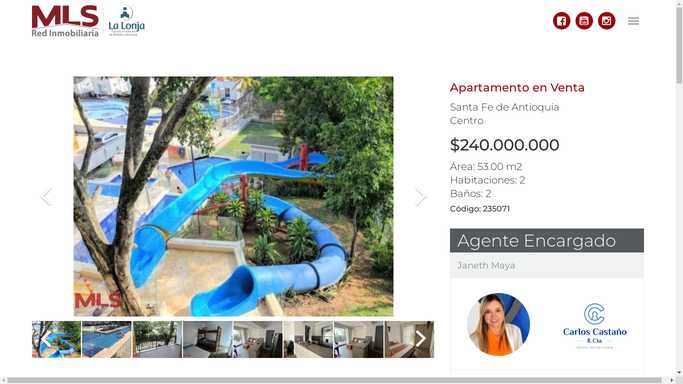 MLS
Red Inmobiliaria
La Lonja
Apartamento en Venta
Santa Fe de Antioquia
Centro
$240.000.000
Área: 53.00 m2
Habitaciones: 2
Baños: 2
Código: 235071
Agente Encargado
Janeth Maya
MLS
Carlos Castaño
& Cia.